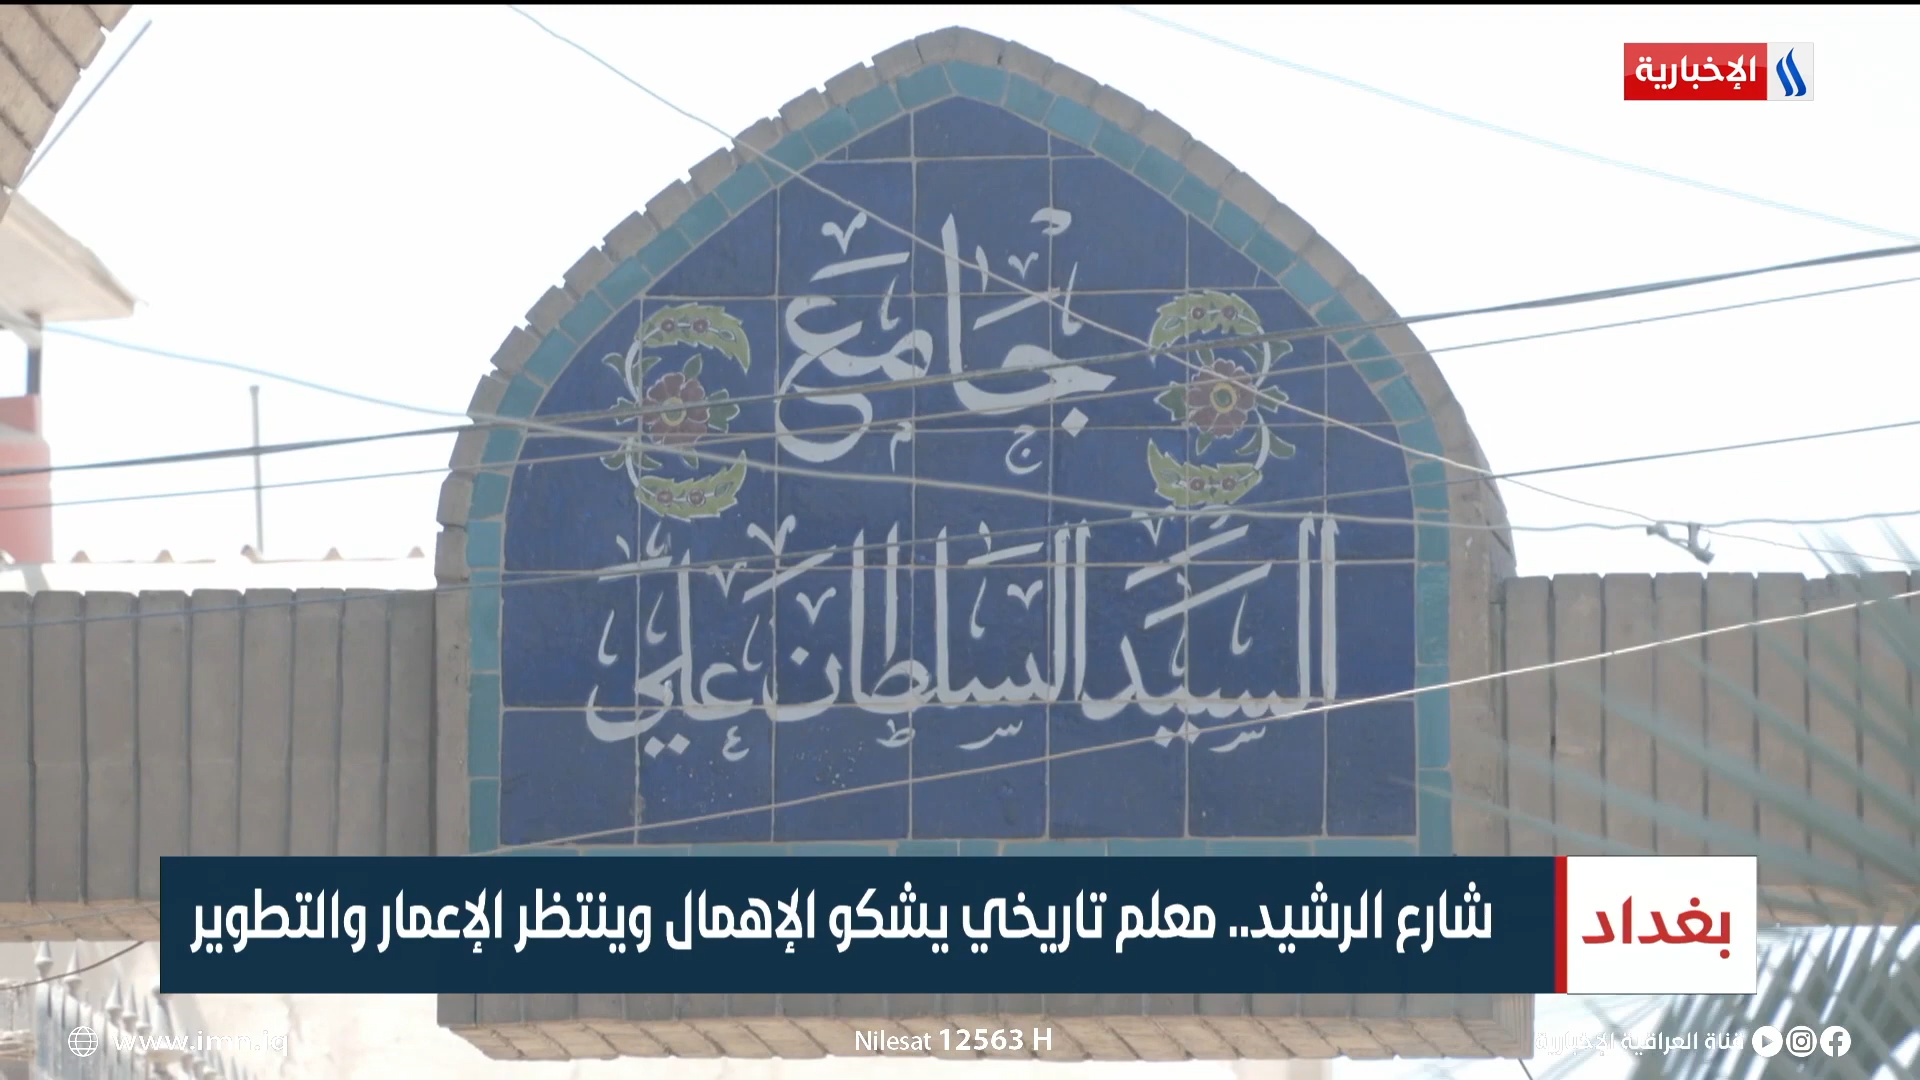 الإخبارية
جامع
السيد السلطان علي
بغداد
شارع الرشيد.. معلم تاريخي يشكو الإهمال وينتظر الإعمار والتطوير
www.imn.iq
Nilesat 12563 H
قناة العراقية الإخبارية